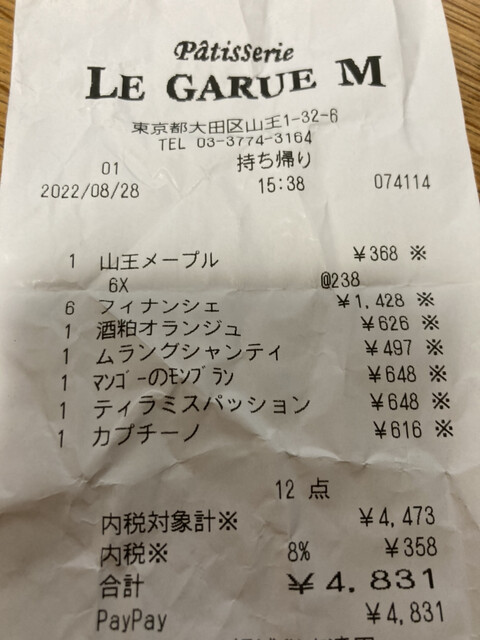 Pâtisserie
LE GARUE M
東京都大田区山王1-32-6
TEL 03-3774-3164
01 持ち帰り
2022/08/28 15:38 074114
1 山王メープル ¥368 ※
6X @238
6 フィナンシェ ¥1,428 ※
1 酒粕オランジュ ¥626 ※
1 ムラングシャンティ ¥497 ※
1 マンゴーのモンブラン ¥648 ※
1 ティラミスパッション ¥648 ※
1 カプチーノ ¥616 ※
12 点
内税対象計※ ¥4,473
内税※ 8% ¥358
合計 ¥4,831
PayPay ¥4,831